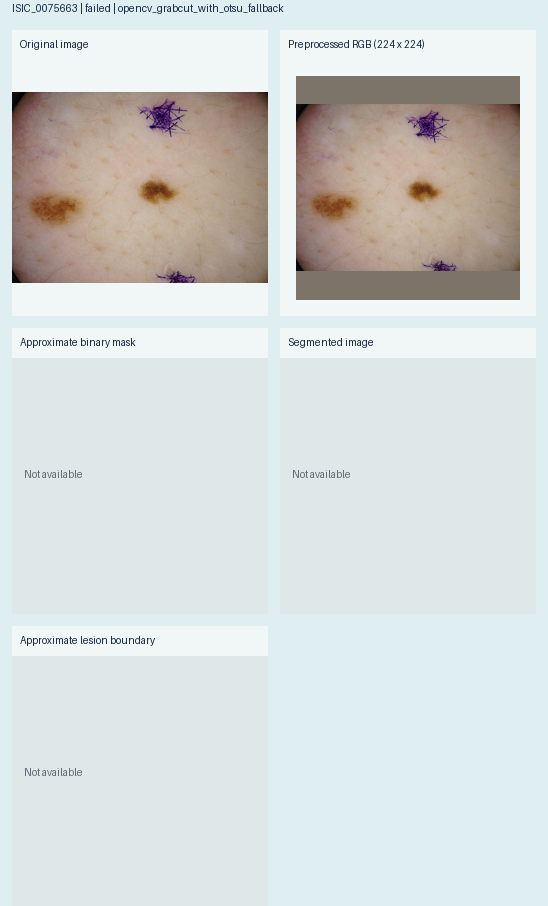 ISIC_0075663 | failed | opencv_grabcut_with_otsu_fallback
Original image
Preprocessed RGB (224 x 224)
Approximate binary mask
Segmented image
Not available
Not available
Approximate lesion boundary
Not available